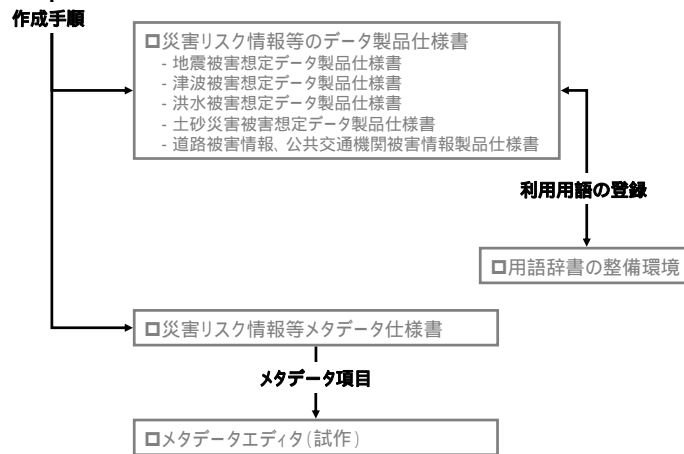 作成手順
□災害リスク情報等のデータ製品仕様書
- 地震被害想定データ製品仕様書
- 津波被害想定データ製品仕様書
- 洪水被害想定データ製品仕様書
- 土砂災害被害想定データ製品仕様書
- 道路被害情報、公共交通機関被害情報製品仕様書
利用用語の登録
□用語辞書の整備環境
□災害リスク情報等メタデータ仕様書
メタデータ項目
□メタデータエディタ(試作)